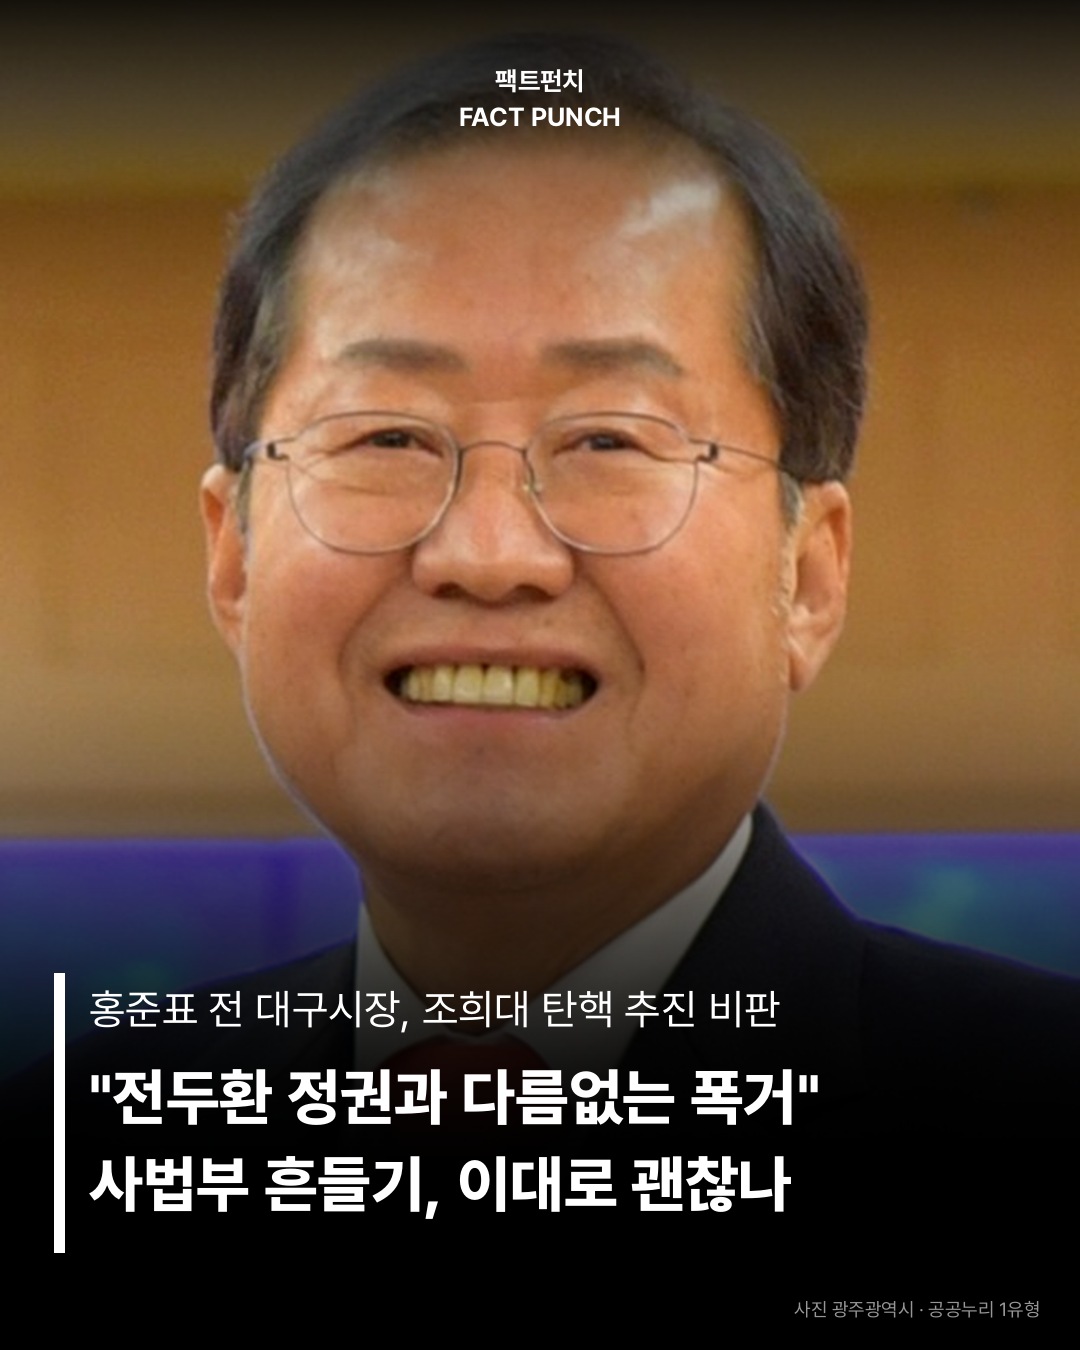 팩트펀치
FACT PUNCH
홍준표 전 대구시장, 조희대 탄핵 추진 비판
"전두환 정권과 다름없는 폭거"
사법부 흔들기, 이대로 괜찮나
사진 광주광역시 · 공공누리 1유형